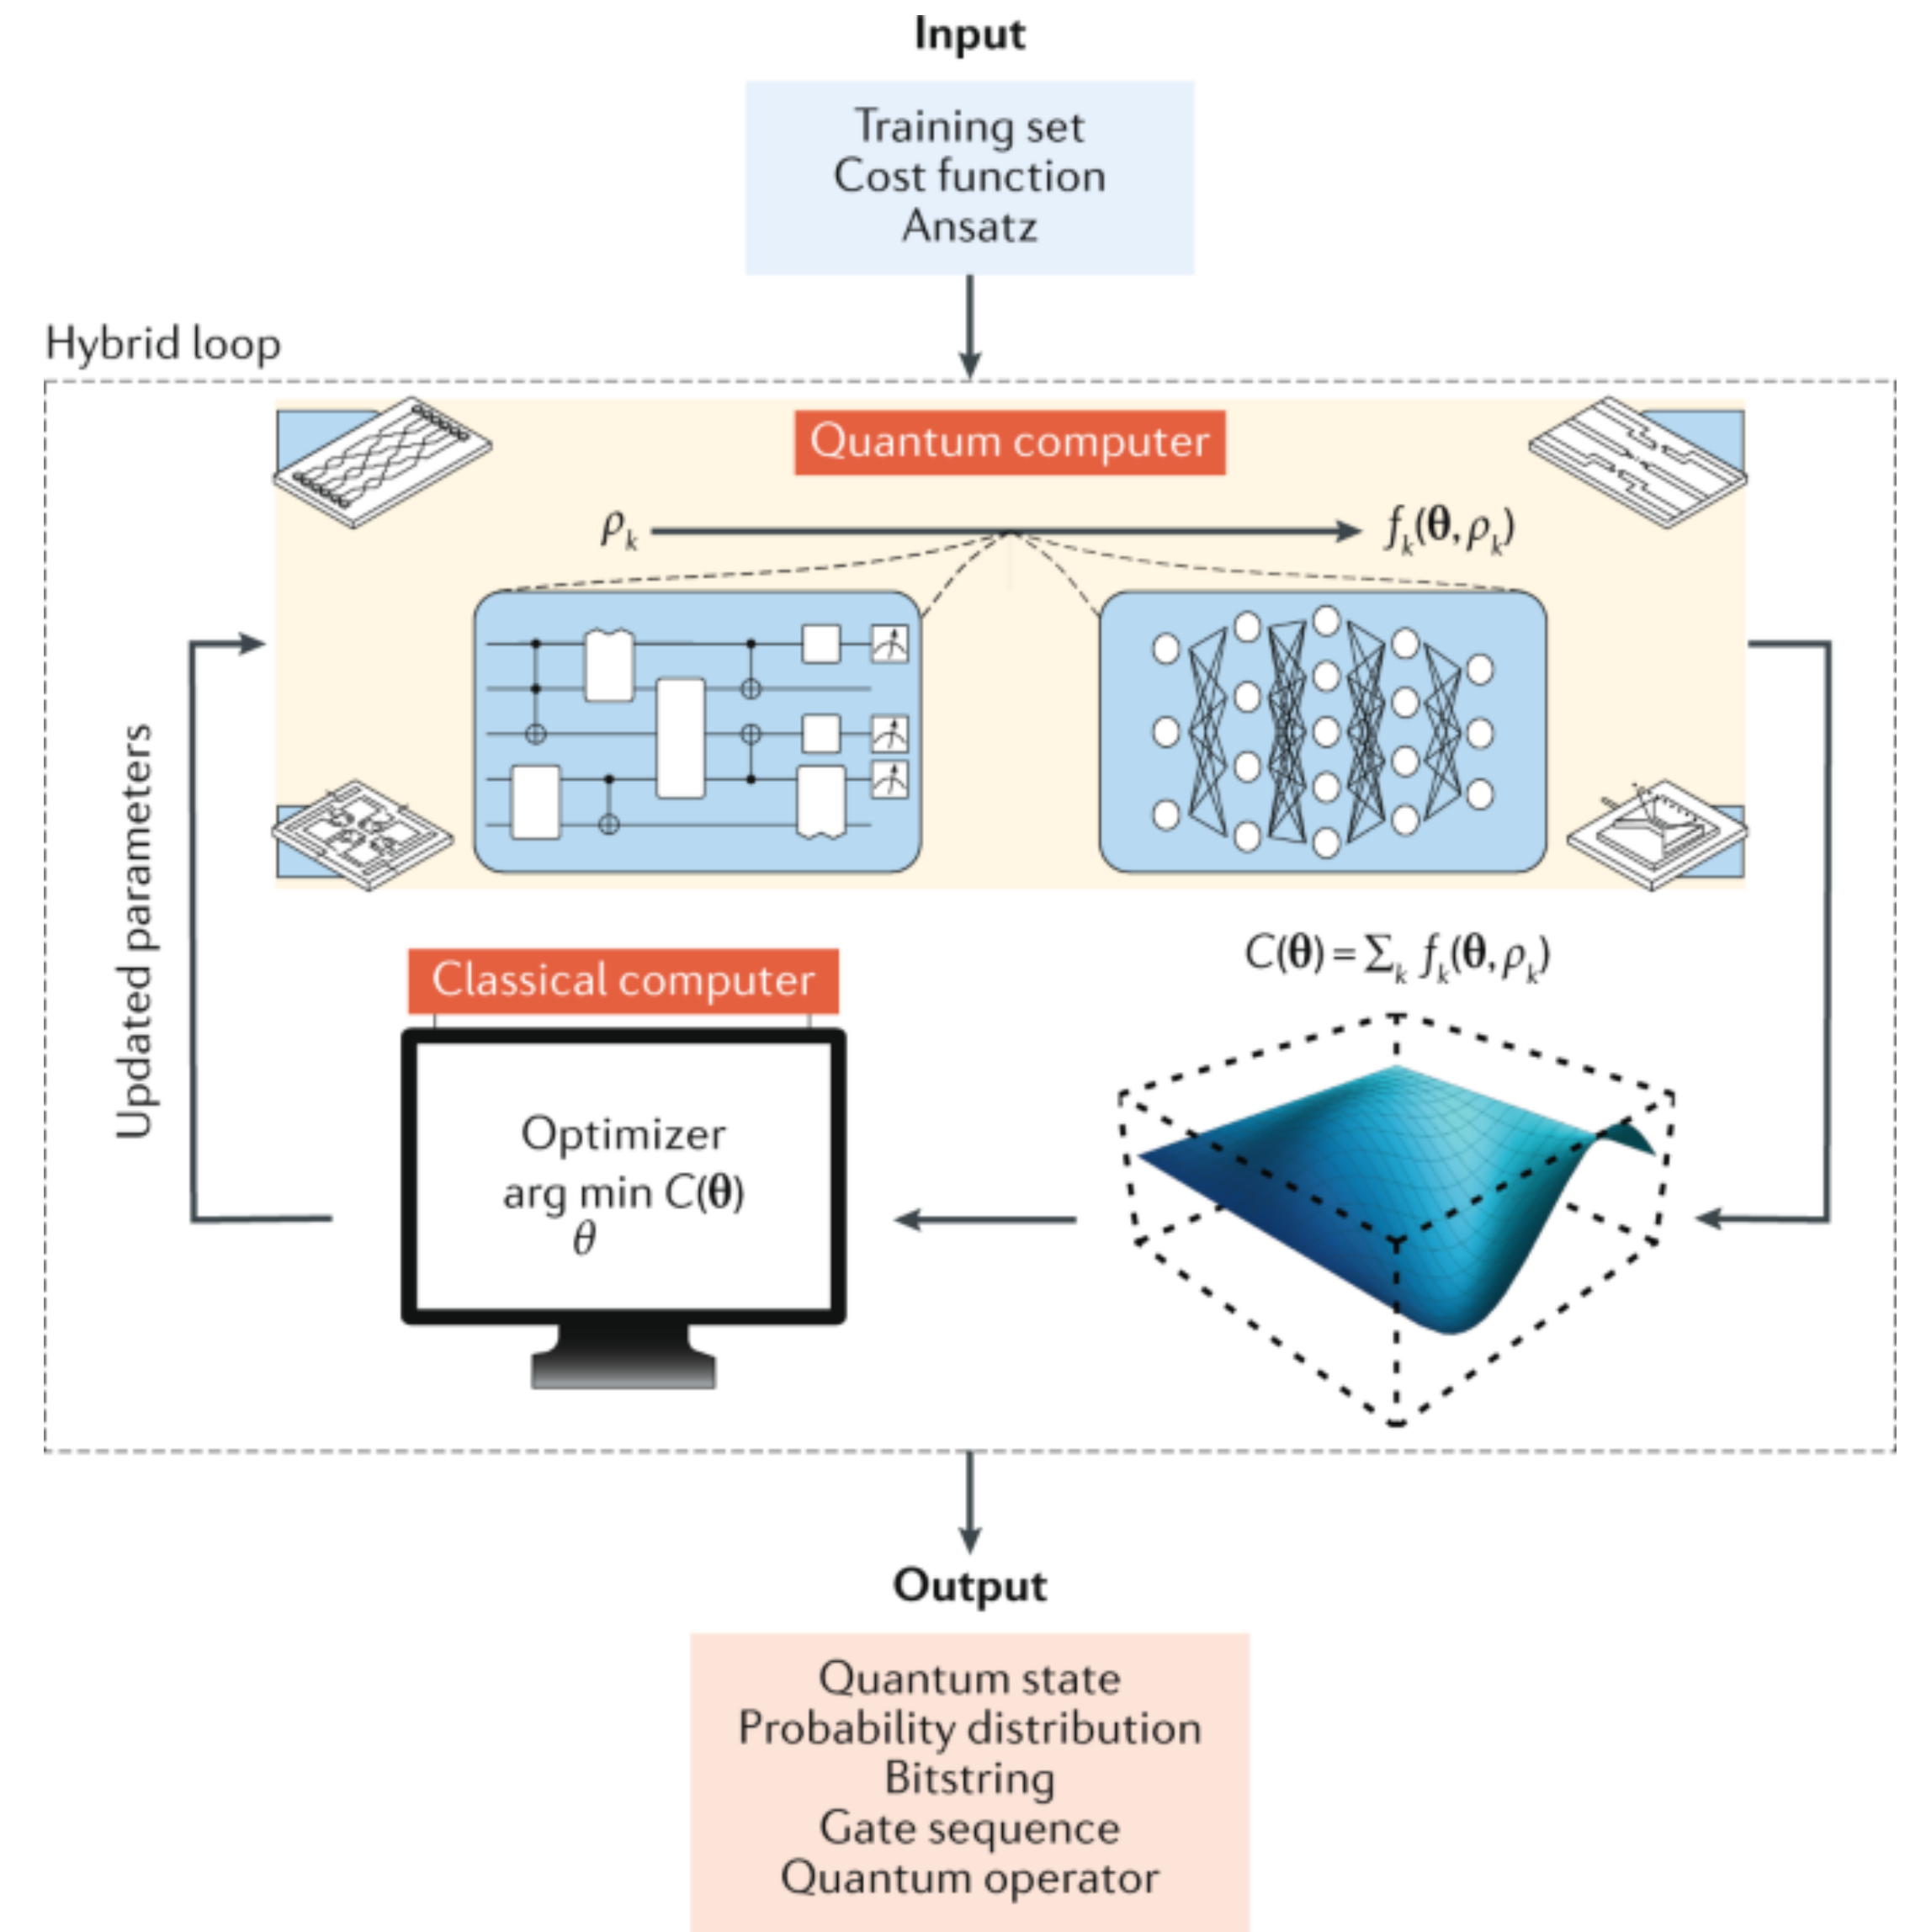 Input
Training set
Cost function
Ansatz
Hybrid loop
Quantum computer
ρₖ
fₖ(θ, ρₖ)
Updated parameters
Classical computer
C(θ) = ∑ₖ fₖ(θ, ρₖ)
Optimizer
arg min C(θ)
θ
Output
Quantum state
Probability distribution
Bitstring
Gate sequence
Quantum operator